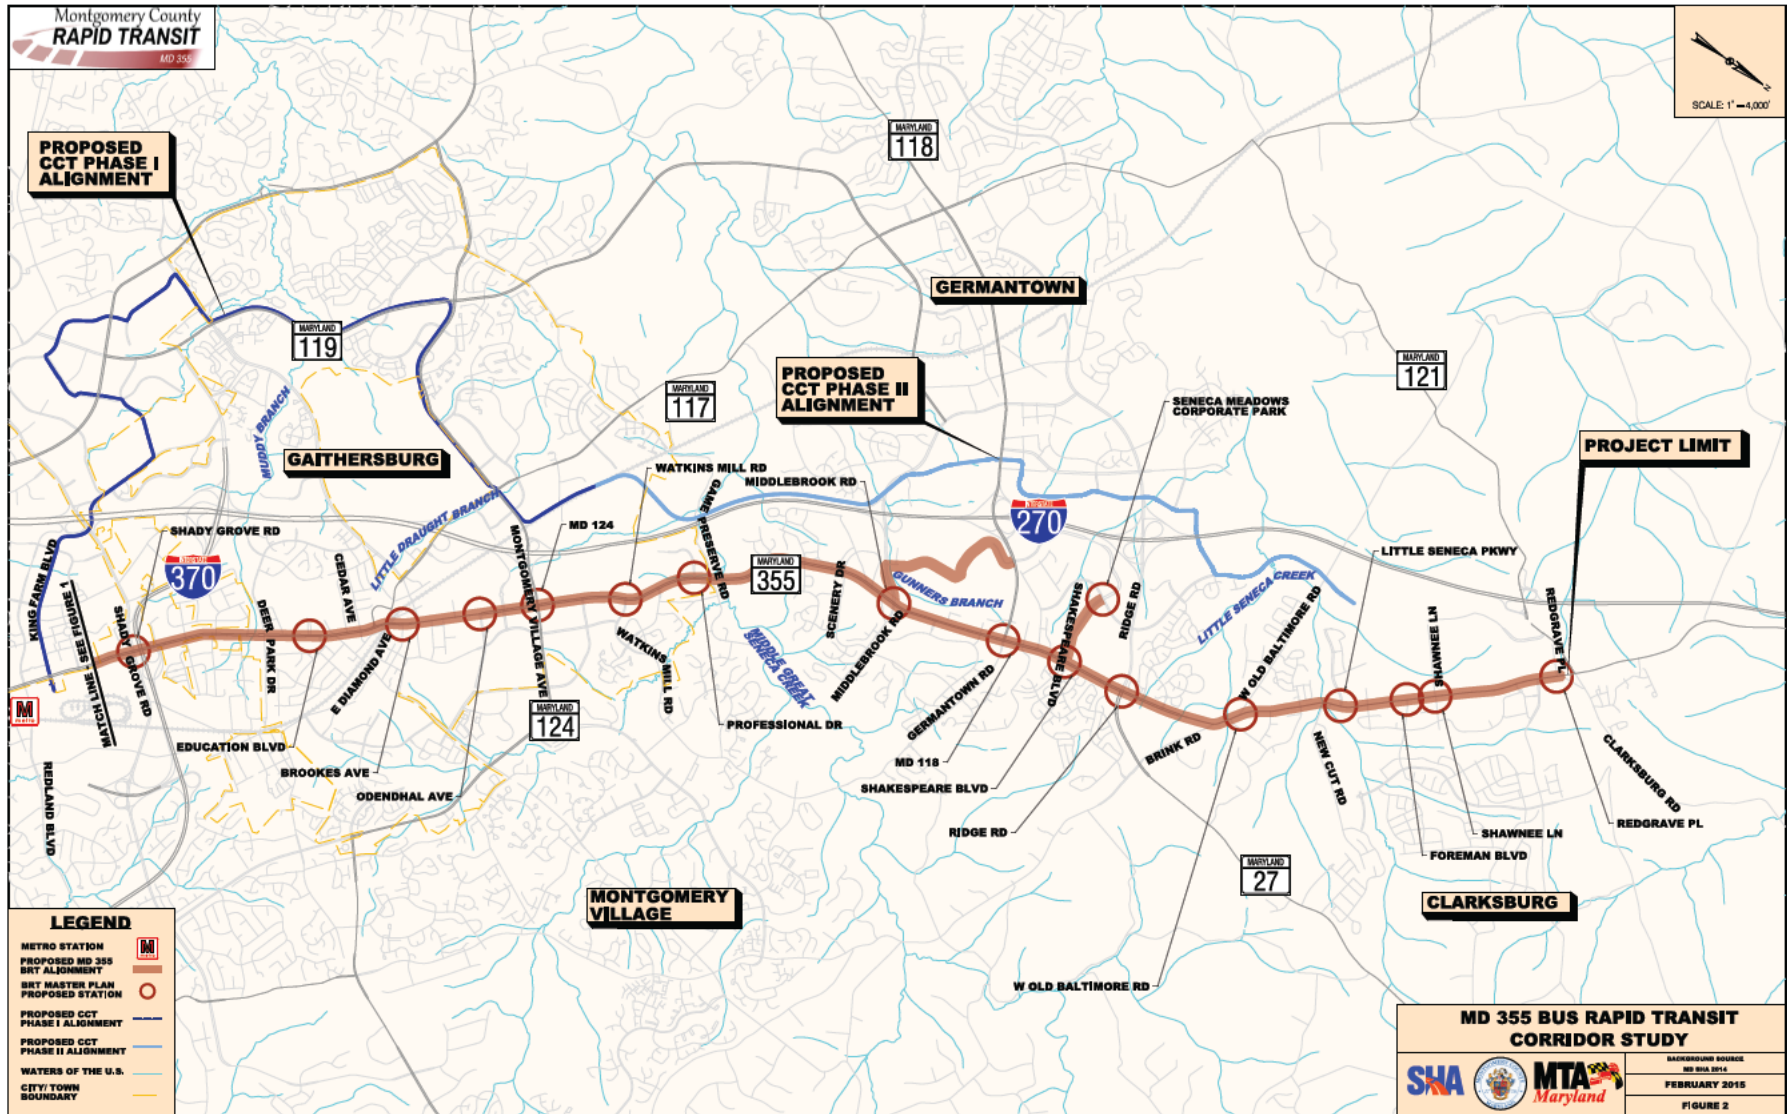 Montgomery County
RAPID TRANSIT
MD 355
N
SCALE: 1" = 4,000'
PROPOSED
CCT PHASE I
ALIGNMENT
MARYLAND
118
GERMANTOWN
MARYLAND
119
PROPOSED
CCT PHASE II
ALIGNMENT
MARYLAND
121
MARYLAND
117
SENECA MEADOWS
CORPORATE PARK
MUDDY BRANCH
GAITHERSBURG
PROJECT LIMIT
WATKINS MILL RD
MIDDLEBROOK RD
GAME PRESERVE RD
LITTLE DRAUGHT BRANCH
MONTGOMERY VILLAGE AVE
MD 124
270
SHADY GROVE RD
KING FARM BLVD
370
CEDAR AVE
MARYLAND
355
SCENERY DR
GUNNERS BRANCH
SHAKESPEARE BLVD
RIDGE RD
LITTLE SENECA CREEK
LITTLE SENECA PKWY
W OLD BALTIMORE RD
SHAWNEE LN
REDGRAVE PL
MATCH LINE - SEE FIGURE 1
SHADY GROVE RD
DEER PARK DR
E DIAMOND AVE
WATKINS MILL RD
MIDDLE GREAT
SENECA CREEK
MIDDLEBROOK RD
GERMANTOWN RD
M
metro
REDLAND BLVD
EDUCATION BLVD
BROOKES AVE
ODENDHAL AVE
MARYLAND
124
PROFESSIONAL DR
MD 118
SHAKESPEARE BLVD
RIDGE RD
BRINK RD
NEW CUT RD
CLARKSBURG RD
REDGRAVE PL
SHAWNEE LN
FOREMAN BLVD
MARYLAND
27
MONTGOMERY
VILLAGE
CLARKSBURG
W OLD BALTIMORE RD
LEGEND
METRO STATION
M
PROPOSED MD 355
BRT ALIGNMENT
BRT MASTER PLAN
PROPOSED STATION
PROPOSED CCT
PHASE I ALIGNMENT
PROPOSED CCT
PHASE II ALIGNMENT
WATERS OF THE U.S.
CITY/ TOWN
BOUNDARY
MD 355 BUS RAPID TRANSIT
CORRIDOR STUDY
SHA
MTA
Maryland
BACKGROUND SOURCE
MD SHA 2014
FEBRUARY 2015
FIGURE 2